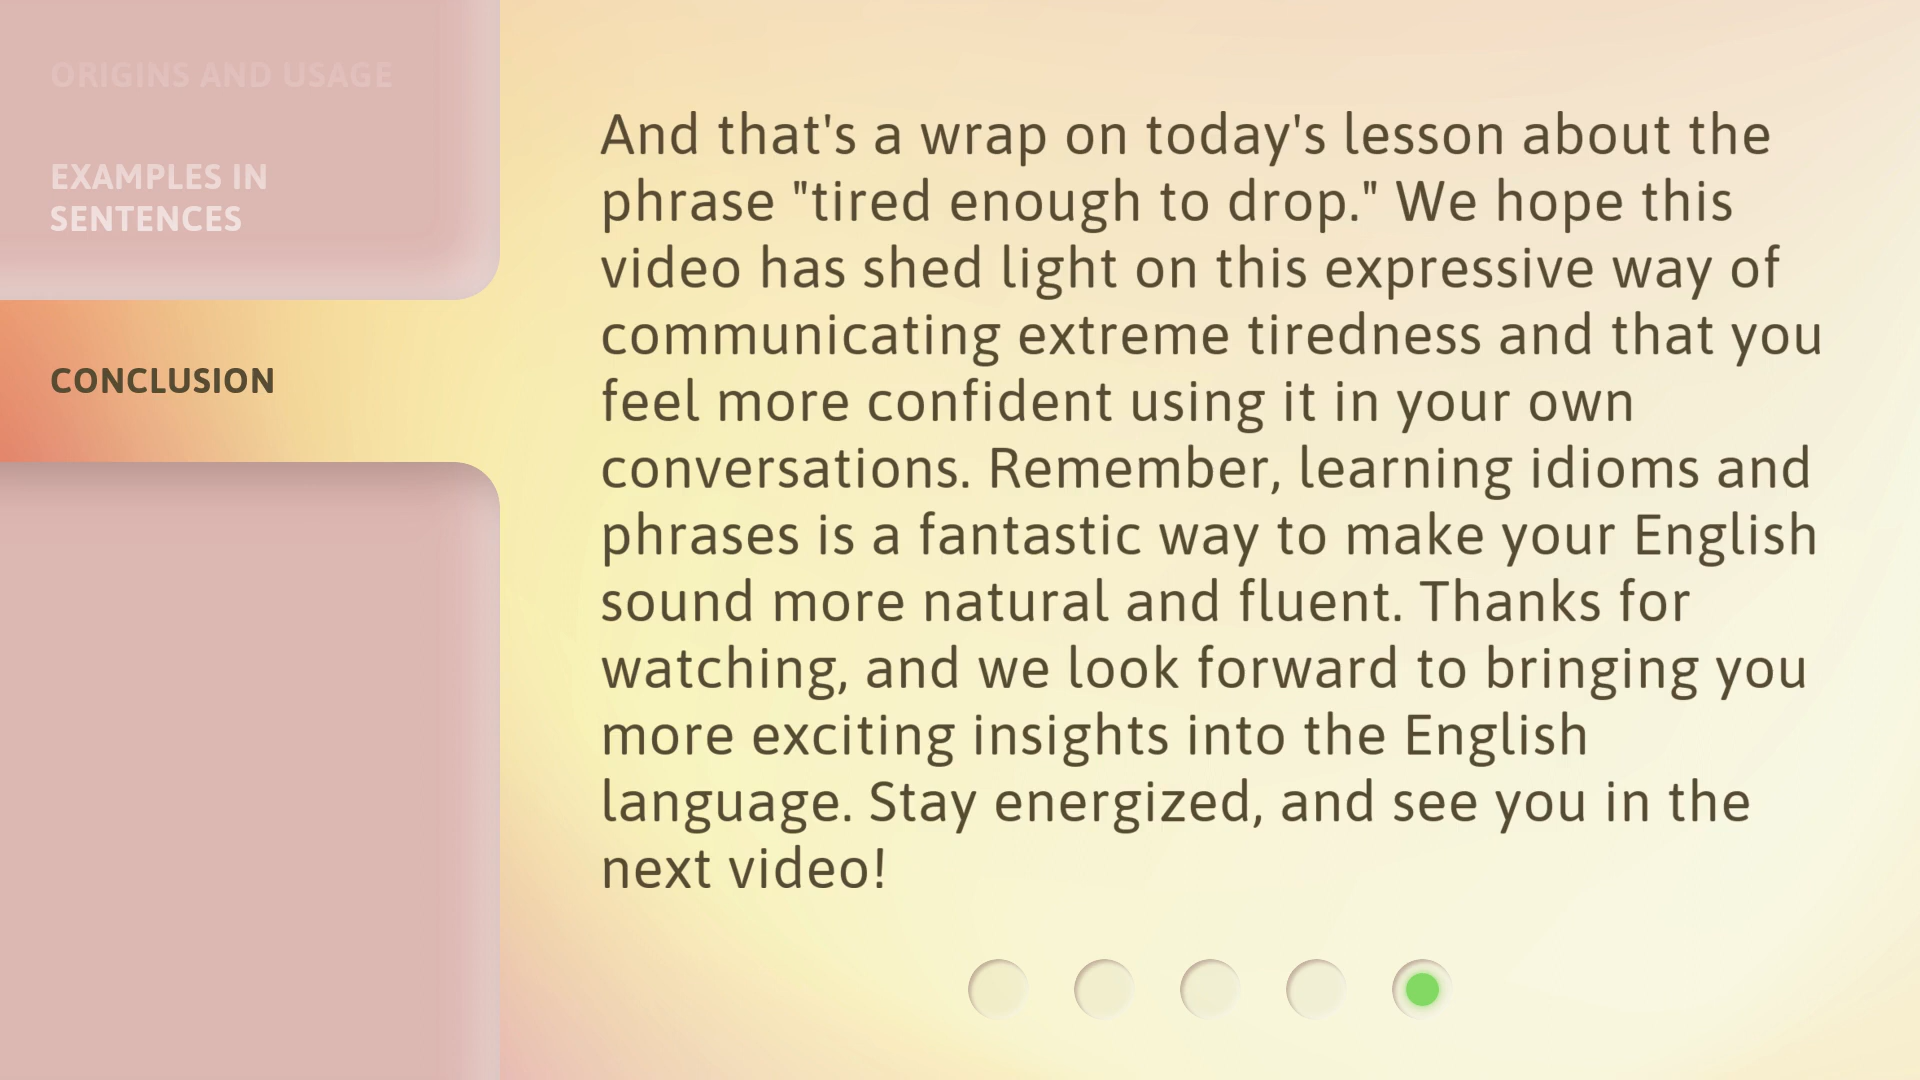 ORIGINS AND USAGE
EXAMPLES IN
SENTENCES
CONCLUSION
And that's a wrap on today's lesson about the
phrase "tired enough to drop." We hope this
video has shed light on this expressive way of
communicating extreme tiredness and that you
feel more confident using it in your own
conversations. Remember, learning idioms and
phrases is a fantastic way to make your English
sound more natural and fluent. Thanks for
watching, and we look forward to bringing you
more exciting insights into the English
language. Stay energized, and see you in the
next video!